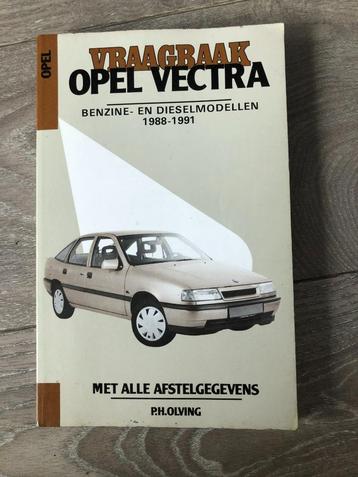 OPEL
VRAAGBAAK
OPEL VECTRA
BENZINE- EN DIESELMODELLEN
1988-1991
MET ALLE AFSTELGEGEVENS
P.H.OLVING